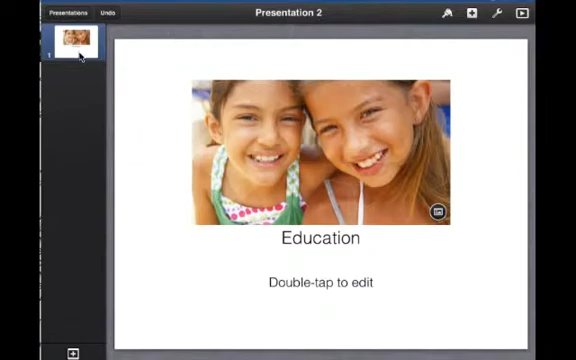 Presentations
Undo
Presentation 2
1
Education
Double-tap to edit